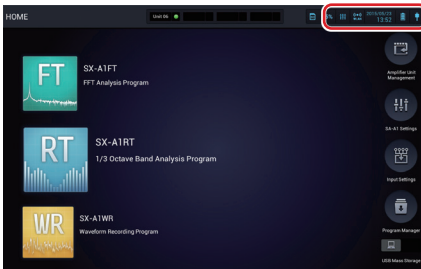 HOME
Unit 06
2019/06/23
13:52
FT
SX-A1FT
FFT Analysis Program
RT
SX-A1RT
1/3 Octave Band Analysis Program
WR
SX-A1WR
Waveform Recording Program
Amplifier Unit
Management
SA-A1 Settings
Input Settings
Program Manager
USB Mass Storage